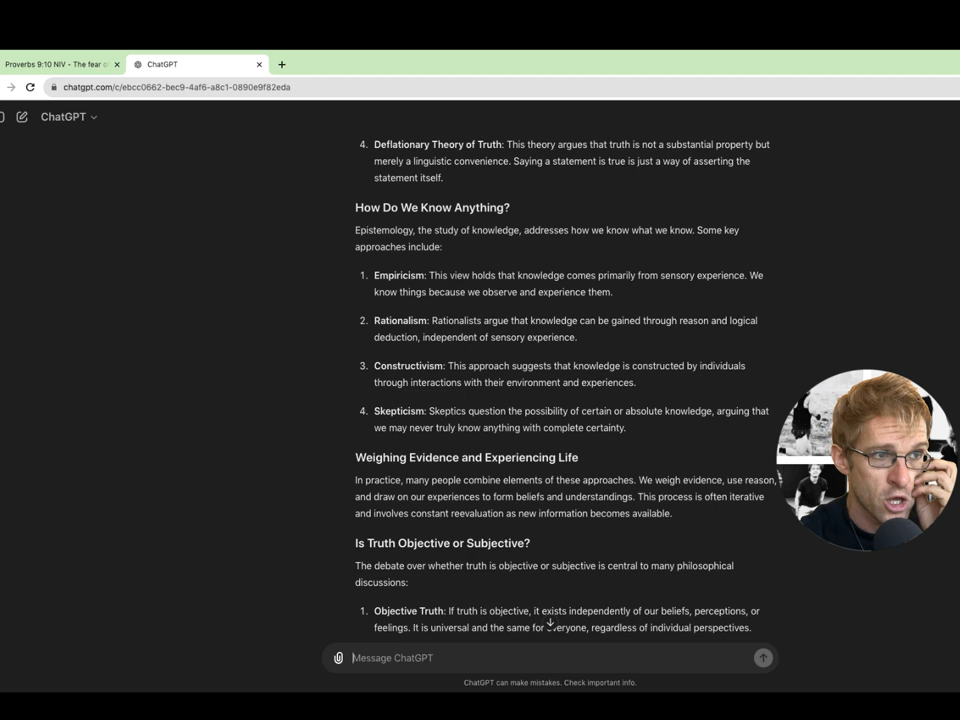 Proverbs 9:10 NIV - The fear o
ChatGPT
chatgpt.com/c/ebcc0662-bec9-4af6-a8c1-0890e9f82eda
ChatGPT
4. Deflationary Theory of Truth: This theory argues that truth is not a substantial property but
merely a linguistic convenience. Saying a statement is true is just a way of asserting the
statement itself.
How Do We Know Anything?
Epistemology, the study of knowledge, addresses how we know what we know. Some key
approaches include:
1. Empiricism: This view holds that knowledge comes primarily from sensory experience. We
know things because we observe and experience them.
2. Rationalism: Rationalists argue that knowledge can be gained through reason and logical
deduction, independent of sensory experience.
3. Constructivism: This approach suggests that knowledge is constructed by individuals
through interactions with their environment and experiences.
4. Skepticism: Skeptics question the possibility of certain or absolute knowledge, arguing that
we may never truly know anything with complete certainty.
Weighing Evidence and Experiencing Life
In practice, many people combine elements of these approaches. We weigh evidence, use reason,
and draw on our experiences to form beliefs and understandings. This process is often iterative
and involves constant reevaluation as new information becomes available.
Is Truth Objective or Subjective?
The debate over whether truth is objective or subjective is central to many philosophical
discussions:
1. Objective Truth: If truth is objective, it exists independently of our beliefs, perceptions, or
feelings. It is universal and the same for everyone, regardless of individual perspectives.
Message ChatGPT
ChatGPT can make mistakes. Check important info.